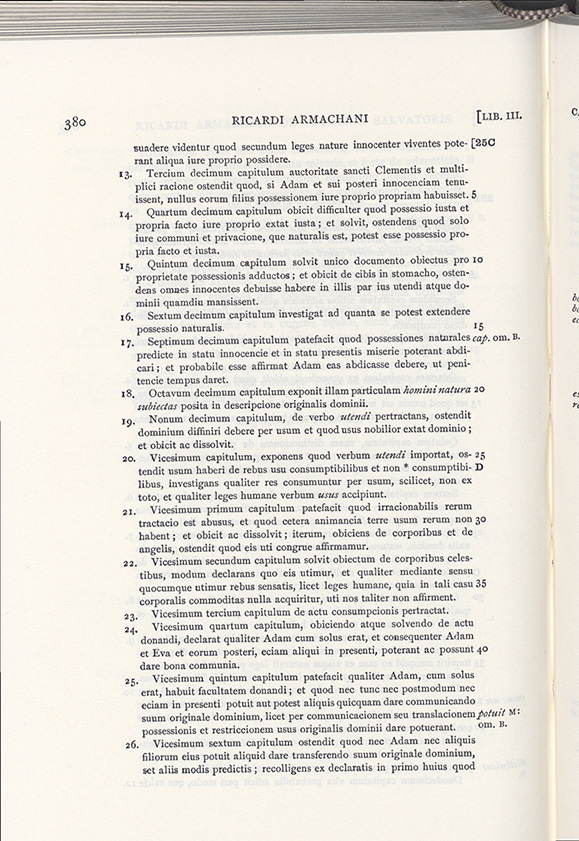 380 RICARDI ARMACHANI [LIB. III.
suadere videntur quod secundum leges nature innocenter viventes pote- [25C
rant aliqua iure proprio possidere.
13. Tercium decimum capitulum auctoritate sancti Clementis et multi-
plici racione ostendit quod, si Adam et sui posteri innocenciam tenu-
issent, nullus eorum filius possessionem iure proprio propriam habuisset. 5
14. Quartum decimum capitulum obicit difficulter quod possessio iusta et
propria facto iure proprio extat iusta ; et solvit, ostendens quod solo
iure communi et privacione, que naturalis est, potest esse possessio pro-
pria facto et iusta.
15. Quintum decimum capitulum solvit unico documento obiectus pro 10
proprietate possessionis adductos ; et obicit de cibis in stomacho, osten-
dens omnes innocentes debuisse habere in illis par ius utendi atque do-
minii quamdiu mansissent.
16. Sextum decimum capitulum investigat ad quanta se potest extendere
possessio naturalis. 15
17. Septimum decimum capitulum patefacit quod possessiones naturales cap. om. B.
predicte in statu innocencie et in statu presentis miserie poterant abdi-
cari ; et probabile esse affirmat Adam eas abdicasse debere, ut peni-
tencie tempus daret.
18. Octavum decimum capitulum exponit illam particulam homini natura 20
subiectas posita in descripcione originalis dominii.
19. Nonum decimum capitulum, de verbo utendi pertractans, ostendit
dominium diffiniri debere per usum et quod usus nobilior extat dominio ;
et obicit ac dissolvit.
20. Vicesimum capitulum, exponens quod verbum utendi importat, os- 25
tendit usum haberi de rebus usu consumptibilibus et non * consumptibi- D
libus, investigans qualiter res consumuntur per usum, scilicet, non ex
toto, et qualiter leges humane verbum usus accipiunt.
21. Vicesimum primum capitulum patefacit quod irracionabilis rerum
tractacio est abusus, et quod cetera animancia terre usum rerum non 30
habent ; et obicit ac dissolvit ; iterum, obiciens de corporibus et de
angelis, ostendit quod eis uti congrue affirmamur.
22. Vicesimum secundum capitulum solvit obiectum de corporibus celes-
tibus, modum declarans quo eis utimur, et qualiter mediante sensu
quocumque utimur rebus sensatis, licet leges humane, quia in tali casu 35
corporalis commoditas nulla acquiritur, uti nos taliter non affirment.
23. Vicesimum tercium capitulum de actu consumpcionis pertractat.
24. Vicesimum quartum capitulum, obiciendo atque solvendo de actu
donandi, declarat qualiter Adam cum solus erat, et consequenter Adam
et Eva et eorum posteri, eciam aliqui in presenti, poterant ac possunt 40
dare bona communia.
25. Vicesimum quintum capitulum patefacit qualiter Adam, cum solus
erat, habuit facultatem donandi ; et quod nec tunc nec postmodum nec
eciam in presenti potuit aut potest aliquis quicquam dare communicando
suum originale dominium, licet per communicacionem seu translacionem potuit M:
possessionis et restriccionem usus originalis dominii dare potuerant. om. B.
26. Vicesimum sextum capitulum ostendit quod nec Adam nec aliquis
filiorum eius potuit aliquid dare transferendo suum originale dominium,
set aliis modis predictis ; recolligens ex declaratis in primo huius quod